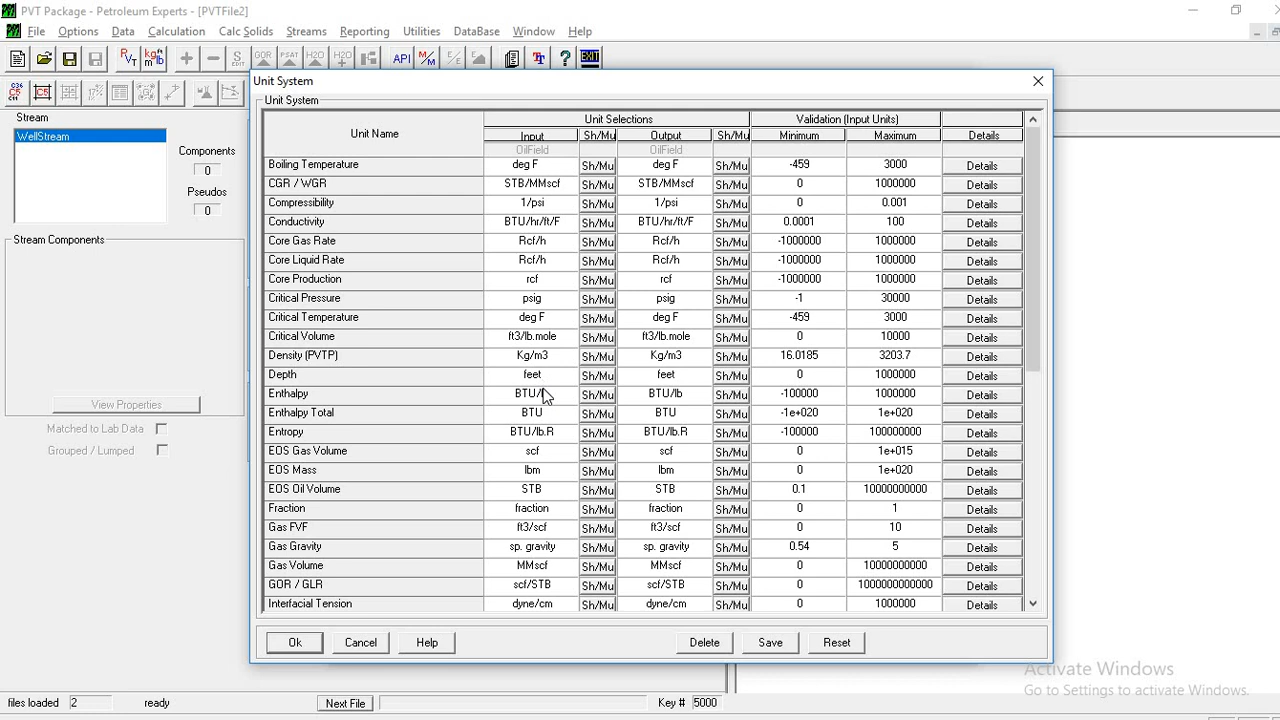 PVT Package - Petroleum Experts - [PVTFile2]
File Options Data Calculation Calc Solids Streams Reporting Utilities DataBase Window Help
EXIT
Stream
WellStream
Components
0
Pseudos
0
Stream Components
View Properties
Matched to Lab Data
Grouped / Lumped
Unit System
Unit System
Unit Name Unit Selections Validation (Input Units)
Input Sh/Mu Output Sh/Mu Minimum Maximum Details
OilField OilField
Boiling Temperature deg F Sh/Mu deg F Sh/Mu -459 3000 Details
CGR / WGR STB/MMscf Sh/Mu STB/MMscf Sh/Mu 0 1000000 Details
Compressibility 1/psi Sh/Mu 1/psi Sh/Mu 0 0.001 Details
Conductivity BTU/hr/ft/F Sh/Mu BTU/hr/ft/F Sh/Mu 0.0001 100 Details
Core Gas Rate Rcf/h Sh/Mu Rcf/h Sh/Mu -1000000 1000000 Details
Core Liquid Rate Rcf/h Sh/Mu Rcf/h Sh/Mu -1000000 1000000 Details
Core Production rcf Sh/Mu rcf Sh/Mu -1000000 1000000 Details
Critical Pressure psig Sh/Mu psig Sh/Mu -1 30000 Details
Critical Temperature deg F Sh/Mu deg F Sh/Mu -459 3000 Details
Critical Volume ft3/lb.mole Sh/Mu ft3/lb.mole Sh/Mu 0 10000 Details
Density (PVTP) Kg/m3 Sh/Mu Kg/m3 Sh/Mu 16.0185 3203.7 Details
Depth feet Sh/Mu feet Sh/Mu 0 1000000 Details
Enthalpy Sh/Mu BTU/lb Sh/Mu -100000 1000000 Details
Enthalpy Total BTU Sh/Mu BTU Sh/Mu -1e+020 1e+020 Details
Entropy BTU/lb.R Sh/Mu BTU/lb.R Sh/Mu -100000 100000000 Details
EOS Gas Volume scf Sh/Mu scf Sh/Mu 0 1e+015 Details
EOS Mass lbm Sh/Mu lbm Sh/Mu 0 1e+020 Details
EOS Oil Volume STB Sh/Mu STB Sh/Mu 0.1 10000000000 Details
Fraction fraction Sh/Mu fraction Sh/Mu 0 1 Details
Gas FVF ft3/scf Sh/Mu ft3/scf Sh/Mu 0 10 Details
Gas Gravity sp. gravity Sh/Mu sp. gravity Sh/Mu 0.54 5 Details
Gas Volume MMscf Sh/Mu MMscf Sh/Mu 0 10000000000 Details
GOR / GLR scf/STB Sh/Mu scf/STB Sh/Mu 0 1000000000000 Details
Interfacial Tension dyne/cm Sh/Mu dyne/cm Sh/Mu 0 1000000 Details
Ok Cancel Help Delete Save Reset
Activate Windows
Go to Settings to activate Windows.
files loaded 2 ready Next File Key # 5000